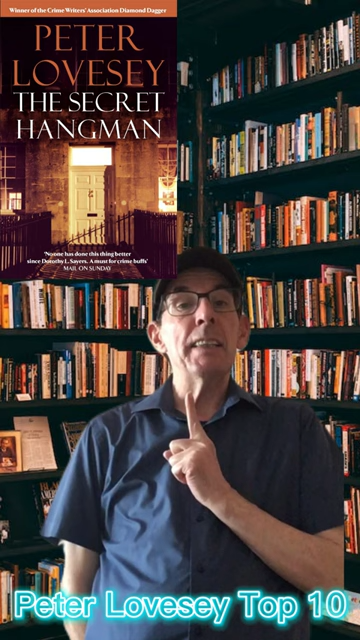 Winner of the Crime Writers' Association Diamond Dagger
PETER
LOVESEY
THE SECRET
HANGMAN
'No one has done this thing better
since Dorothy L. Sayers. A must for crime buffs'
MAIL ON SUNDAY
Peter Lovesey Top 10